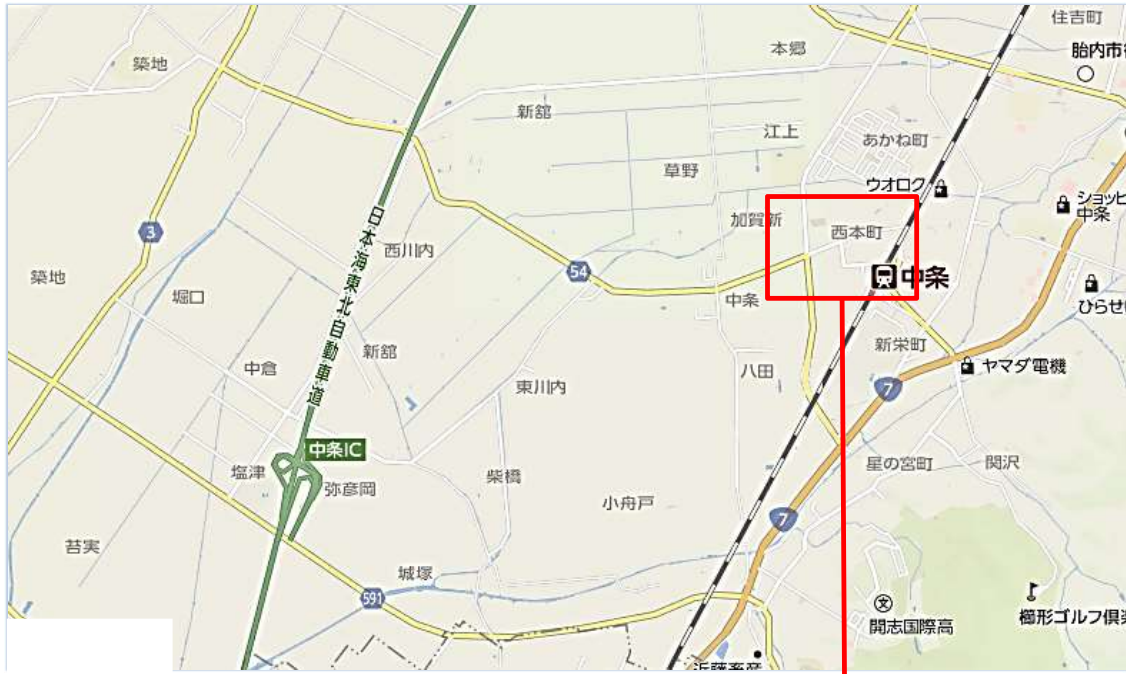 住吉町
本郷
胎内市
築地
新舘
江上
あかね町
草野
ウオロク
ショッピ
中条
加賀新
西本町
日本海東北自動車道
3
西川内
54
築地
堀口
中条
中条
ひらせい
新栄町
新舘
中倉
東川内
八田
ヤマダ電機
7
中条IC
塩津
弥彦岡
柴橋
星の宮町
関沢
小舟戸
7
苔実
城塚
591
文
開志国際高
櫛形ゴルフ倶